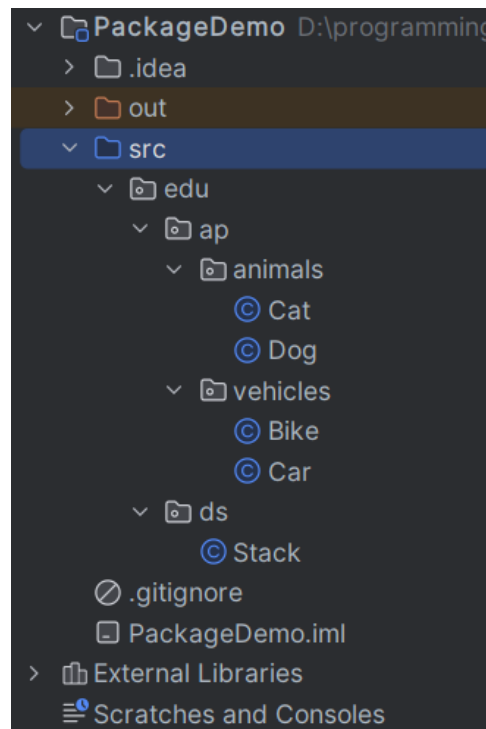 PackageDemo D:\programming
.idea
out
src
edu
ap
animals
Cat
Dog
vehicles
Bike
Car
ds
Stack
.gitignore
PackageDemo.iml
External Libraries
Scratches and Consoles